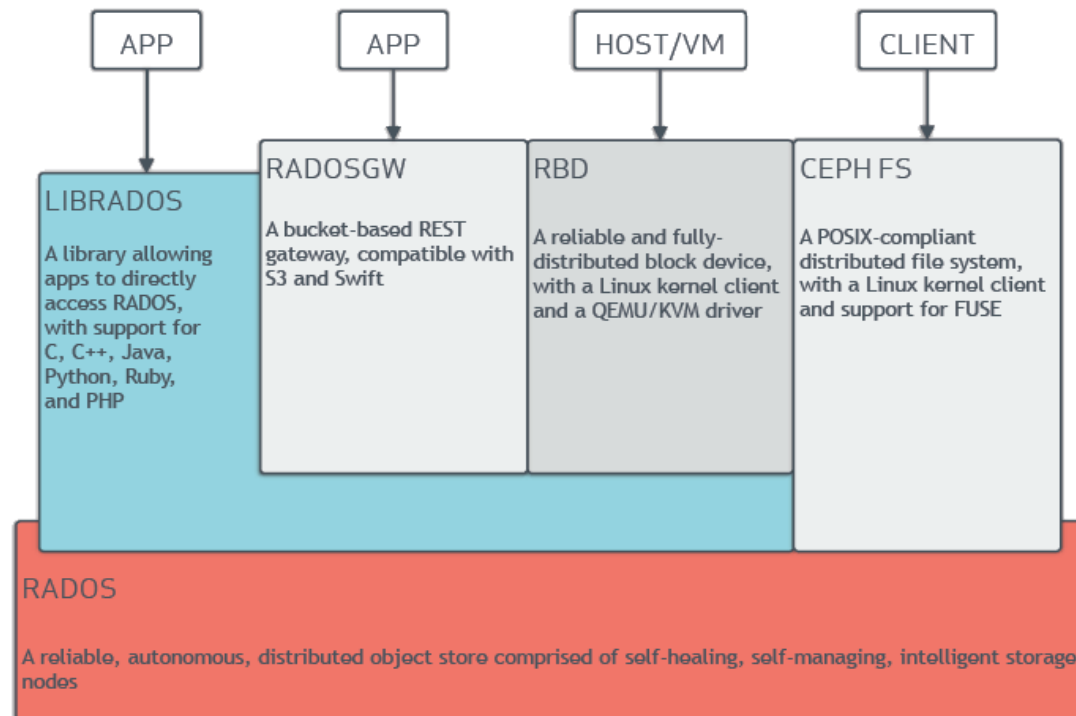 APP
APP
HOST/VM
CLIENT
LIBRADOS
A library allowing
apps to directly
access RADOS,
with support for
C, C++, Java,
Python, Ruby,
and PHP
RADOSGW
A bucket-based REST
gateway, compatible with
S3 and Swift
RBD
A reliable and fully-
distributed block device,
with a Linux kernel client
and a QEMU/KVM driver
CEPH FS
A POSIX-compliant
distributed file system,
with a Linux kernel client
and support for FUSE
RADOS
A reliable, autonomous, distributed object store comprised of self-healing, self-managing, intelligent storage
nodes